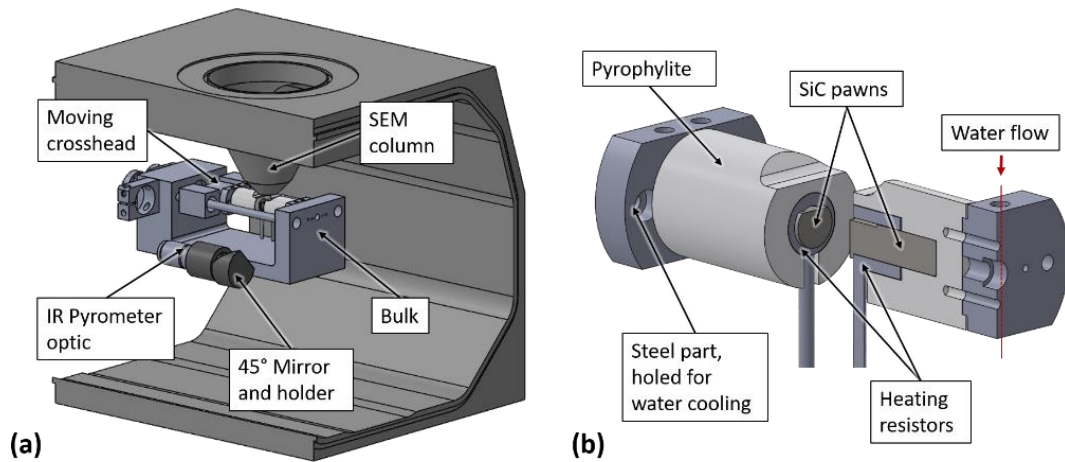 Moving
crosshead
SEM
column
IR Pyrometer
optic
45° Mirror
and holder
Bulk
(a)
Pyrophylite
SiC pawns
Water flow
Steel part,
holed for
water cooling
Heating
resistors
(b)